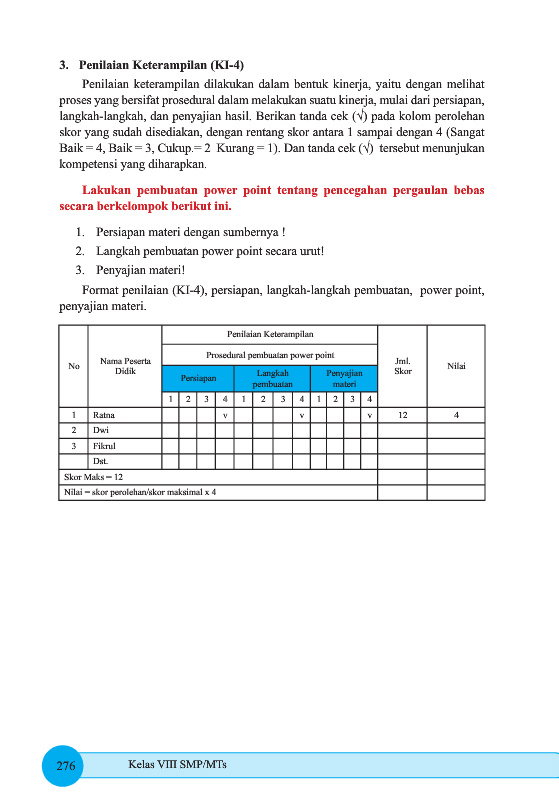 3. Penilaian Keterampilan (KI-4)
Penilaian keterampilan dilakukan dalam bentuk kinerja, yaitu dengan melihat
proses yang bersifat prosedural dalam melakukan suatu kinerja, mulai dari persiapan,
langkah-langkah, dan penyajian hasil. Berikan tanda cek (√) pada kolom perolehan
skor yang sudah disediakan, dengan rentang skor antara 1 sampai dengan 4 (Sangat
Baik = 4, Baik = 3, Cukup.= 2 Kurang = 1). Dan tanda cek (√) tersebut menunjukan
kompetensi yang diharapkan.
Lakukan pembuatan power point tentang pencegahan pergaulan bebas
secara berkelompok berikut ini.
1. Persiapan materi dengan sumbernya !
2. Langkah pembuatan power point secara urut!
3. Penyajian materi!
Format penilaian (KI-4), persiapan, langkah-langkah pembuatan, power point,
penyajian materi.
Penilaian Keterampilan
Prosedural pembuatan power point
No
Nama Peserta
Didik
Persiapan
Langkah
pembuatan
Penyajian
materi
Jml.
Skor
Nilai
1 2 3 4 1 2 3 4 1 2 3 4
1 Ratna v v v 12 4
2 Dwi
3 Fikrul
Dst.
Skor Maks = 12
Nilai = skor perolehan/skor maksimal x 4
276 Kelas VIII SMP/MTs